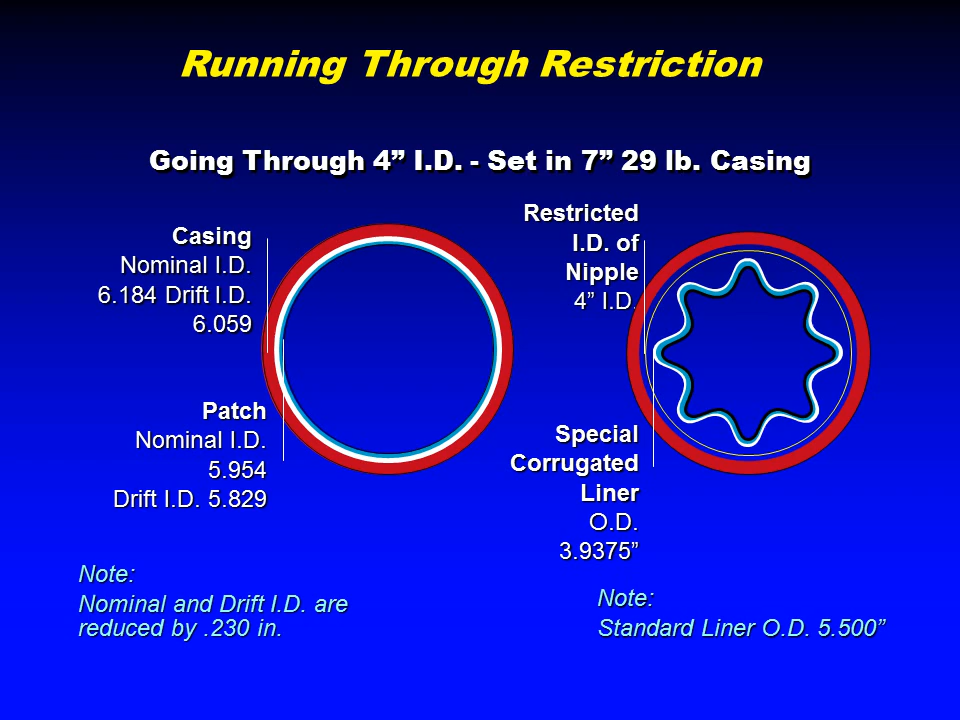 Running Through Restriction
Going Through 4” I.D. - Set in 7” 29 lb. Casing
Casing
Nominal I.D.
6.184 Drift I.D.
6.059
Patch
Nominal I.D.
5.954
Drift I.D. 5.829
Note:
Nominal and Drift I.D. are
reduced by .230 in.
Restricted
I.D. of
Nipple
4” I.D.
Special
Corrugated
Liner
O.D.
3.9375”
Note:
Standard Liner O.D. 5.500”